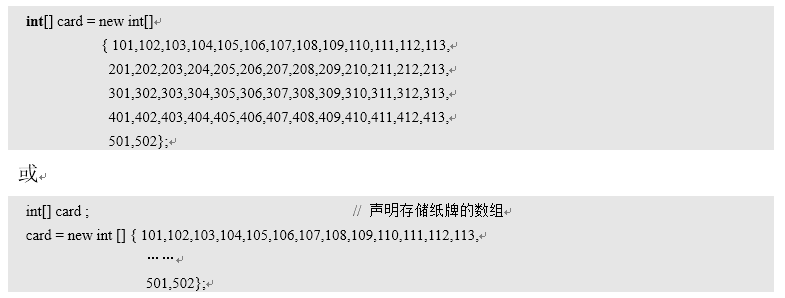 int[] card = new int[]↵
{ 101,102,103,104,105,106,107,108,109,110,111,112,113,↵
201,202,203,204,205,206,207,208,209,210,211,212,213,↵
301,302,303,304,305,306,307,308,309,310,311,312,313,↵
401,402,403,404,405,406,407,408,409,410,411,412,413,↵
501,502};↵
或↵
int[] card ; // 声明存储纸牌的数组↵
card = new int [] { 101,102,103,104,105,106,107,108,109,110,111,112,113,↵
……↵
501,502};↵